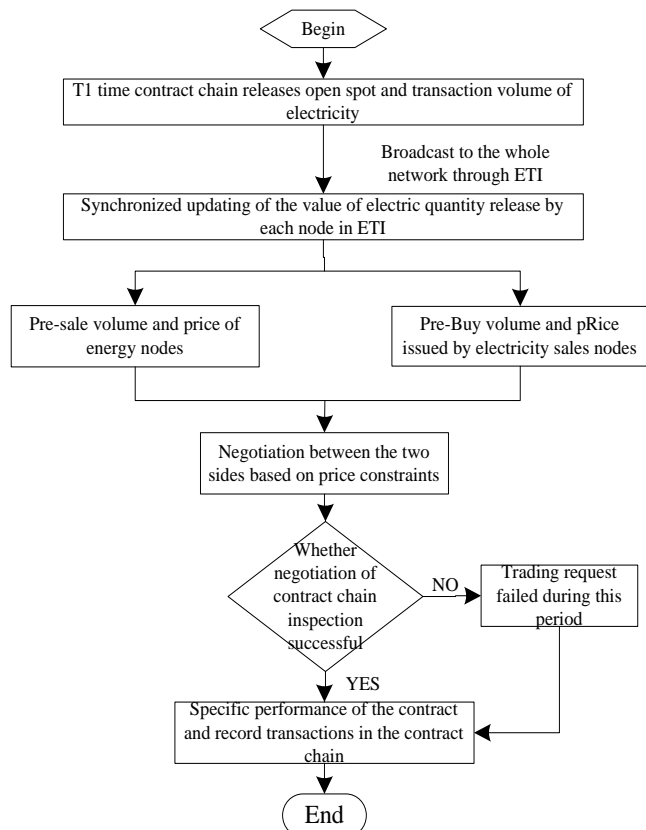 Begin
T1 time contract chain releases open spot and transaction volume of
electricity
Broadcast to the whole
network through ETI
Synchronized updating of the value of electric quantity release by
each node in ETI
Pre-sale volume and price of
energy nodes
Pre-Buy volume and pRice
issued by electricity sales nodes
Negotiation between the two
sides based on price constraints
Whether
negotiation of
contract chain
inspection
successful
NO
Trading request
failed during this
period
YES
Specific performance of the contract
and record transactions in the contract
chain
End